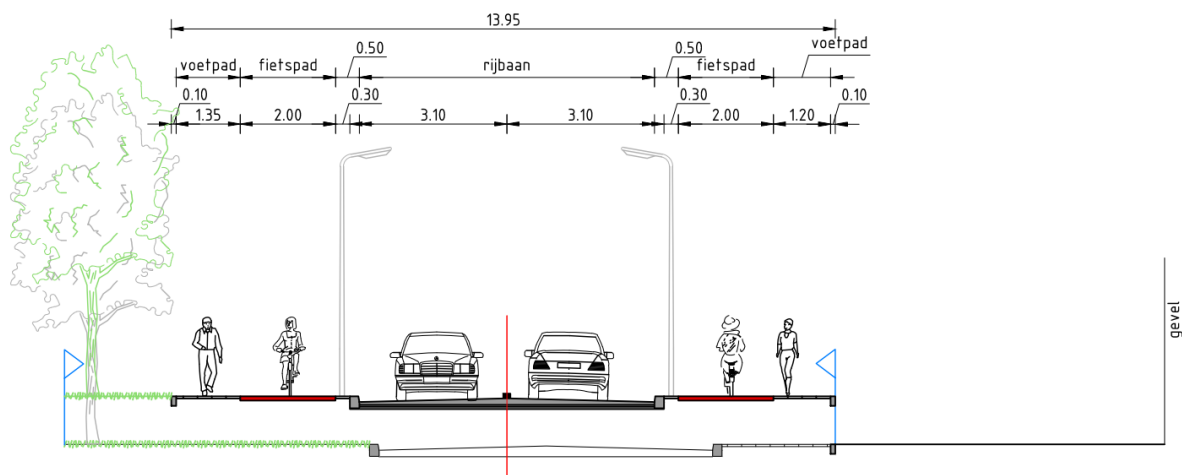 13.95
voetpad
0.50
0.50
voetpad fietspad rijbaan fietspad
0.10 0.30 0.30 0.10
1.35 2.00 3.10 3.10 2.00 1.20
gevel